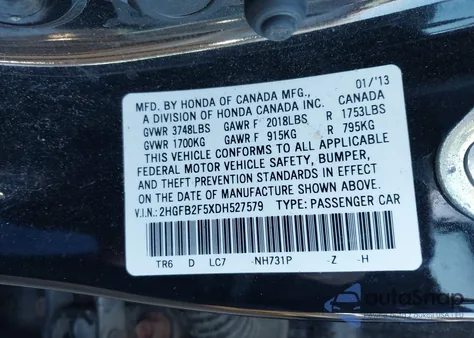 01/'13
MFD. BY HONDA OF CANADA MFG.,
A DIVISION OF HONDA CANADA INC. CANADA
GVWR 3748LBS GAWR F 2018LBS R 1753LBS
GVWR 1700KG GAWR F 915KG R 795KG
THIS VEHICLE CONFORMS TO ALL APPLICABLE
FEDERAL MOTOR VEHICLE SAFETY, BUMPER,
AND THEFT PREVENTION STANDARDS IN EFFECT
ON THE DATE OF MANUFACTURE SHOWN ABOVE.
V.I.N.: 2HGFB2F5XDH527579 TYPE: PASSENGER CAR
TR6 D LC7 -NH731P -Z -H
autoSnap